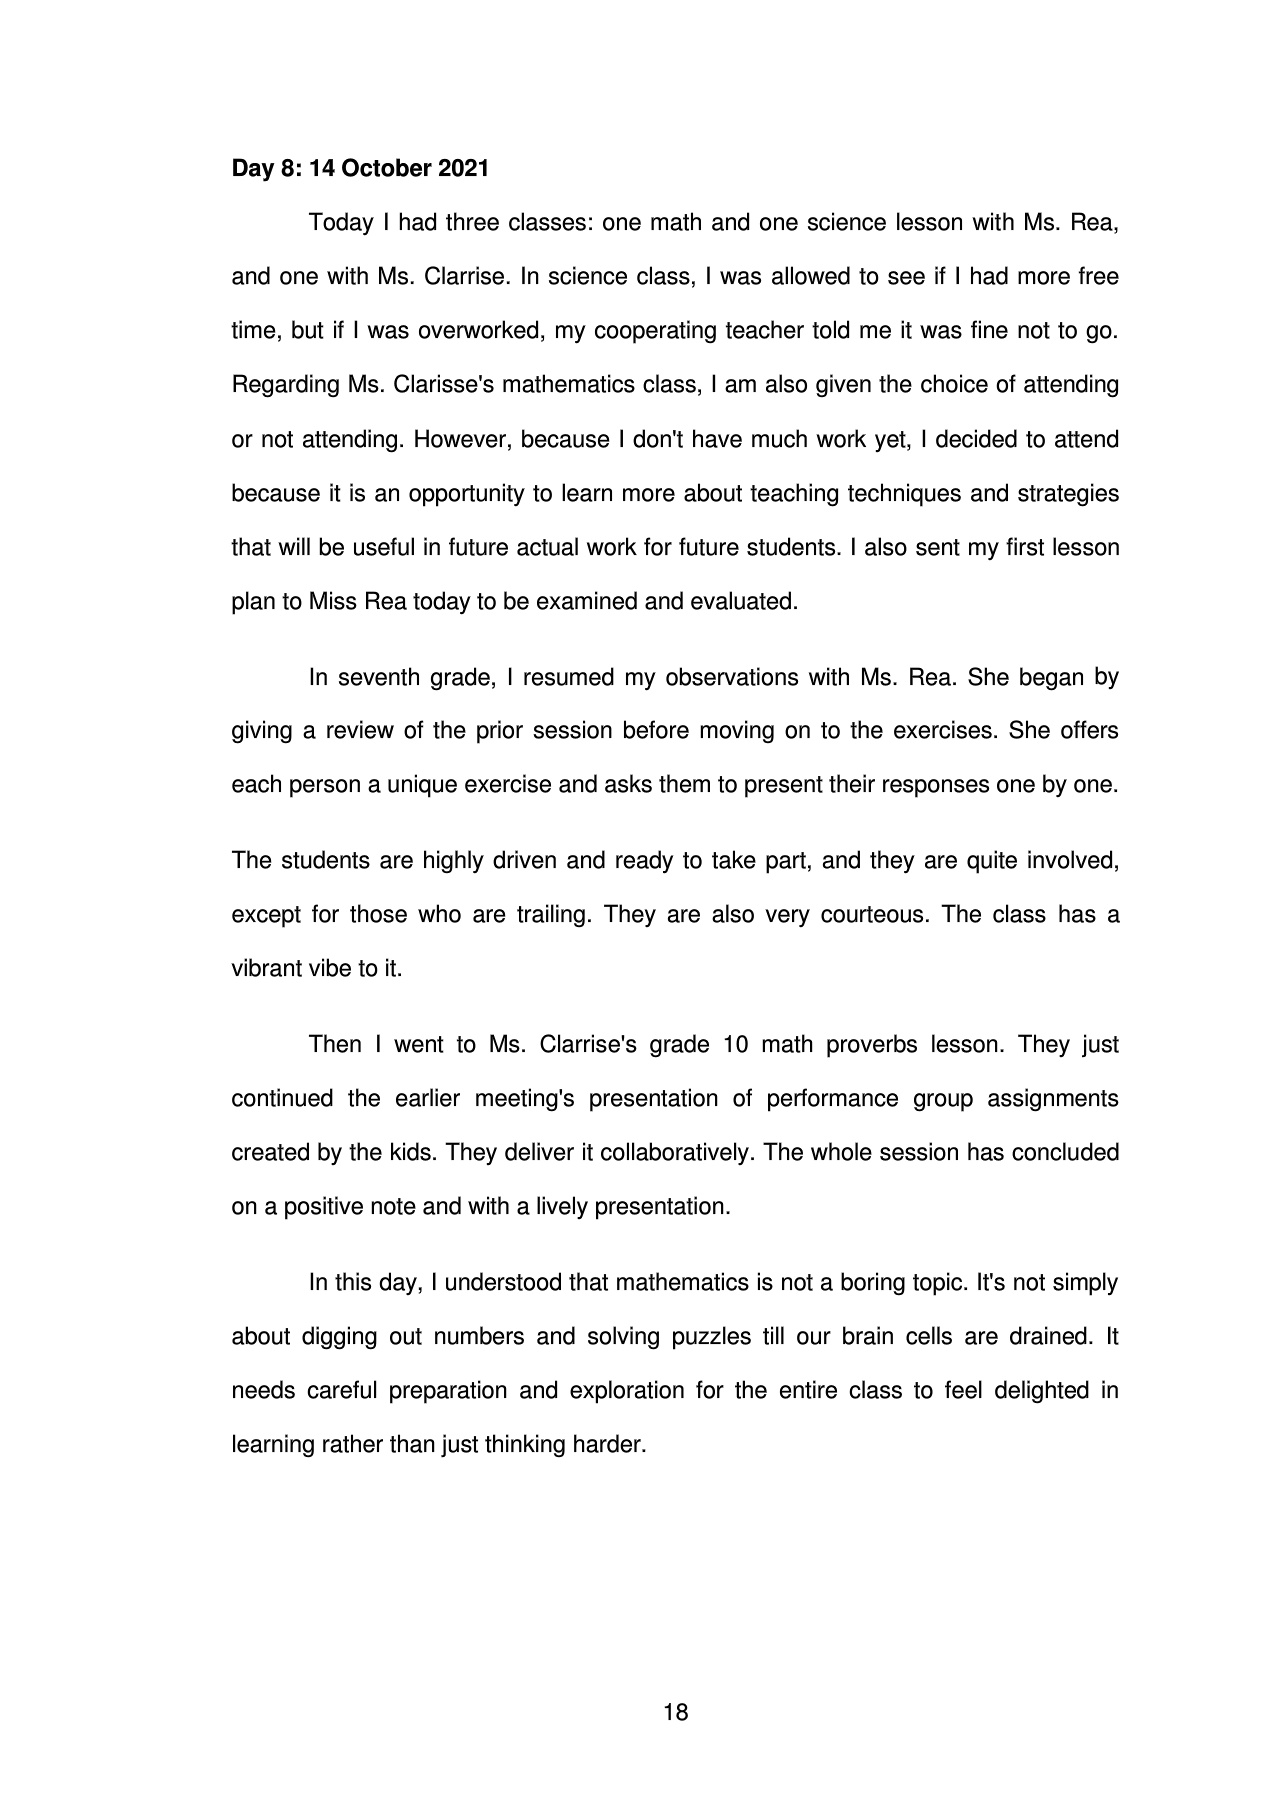 Day 8: 14 October 2021
Today I had three classes: one math and one science lesson with Ms. Rea,
and one with Ms. Clarrise. In science class, I was allowed to see if I had more free
time, but if I was overworked, my cooperating teacher told me it was fine not to go.
Regarding Ms. Clarisse's mathematics class, I am also given the choice of attending
or not attending. However, because I don't have much work yet, I decided to attend
because it is an opportunity to learn more about teaching techniques and strategies
that will be useful in future actual work for future students. I also sent my first lesson
plan to Miss Rea today to be examined and evaluated.
In seventh grade, I resumed my observations with Ms. Rea. She began by
giving a review of the prior session before moving on to the exercises. She offers
each person a unique exercise and asks them to present their responses one by one.
The students are highly driven and ready to take part, and they are quite involved,
except for those who are trailing. They are also very courteous. The class has a
vibrant vibe to it.
Then I went to Ms. Clarrise's grade 10 math proverbs lesson. They just
continued the earlier meeting's presentation of performance group assignments
created by the kids. They deliver it collaboratively. The whole session has concluded
on a positive note and with a lively presentation.
In this day, I understood that mathematics is not a boring topic. It's not simply
about digging out numbers and solving puzzles till our brain cells are drained. It
needs careful preparation and exploration for the entire class to feel delighted in
learning rather than just thinking harder.
18